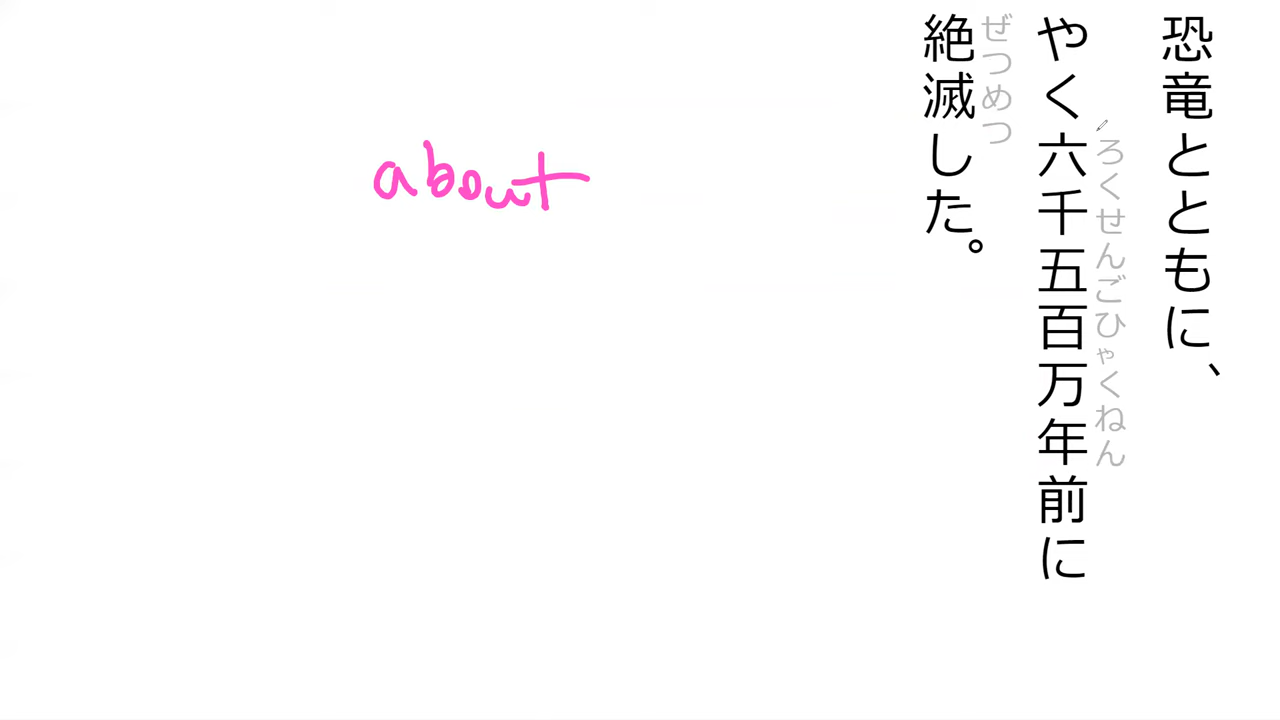 恐竜とともに、
ろくせんごひゃくねん
やく六千五百万年前に
ぜつめつ
絶滅した。
about